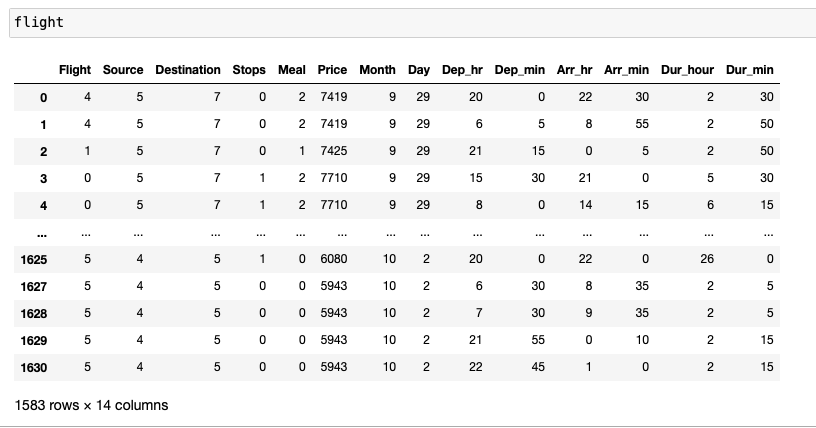 flight
Flight Source Destination Stops Meal Price Month Day Dep_hr Dep_min Arr_hr Arr_min Dur_hour Dur_min
0 4 5 7 0 2 7419 9 29 20 0 22 30 2 30
1 4 5 7 0 2 7419 9 29 6 5 8 55 2 50
2 1 5 7 0 1 7425 9 29 21 15 0 5 2 50
3 0 5 7 1 2 7710 9 29 15 30 21 0 5 30
4 0 5 7 1 2 7710 9 29 8 0 14 15 6 15
... ... ... ... ... ... ... ... ... ... ... ... ... ... ...
1625 5 4 5 1 0 6080 10 2 20 0 22 0 26 0
1627 5 4 5 0 0 5943 10 2 6 30 8 35 2 5
1628 5 4 5 0 0 5943 10 2 7 30 9 35 2 5
1629 5 4 5 0 0 5943 10 2 21 55 0 10 2 15
1630 5 4 5 0 0 5943 10 2 22 45 1 0 2 15
1583 rows × 14 columns